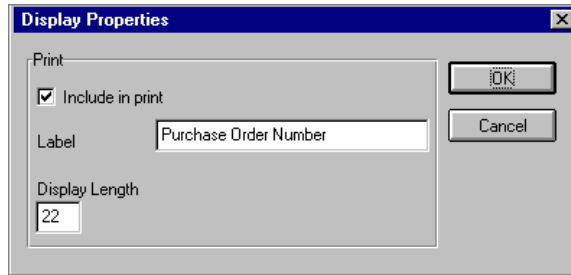 Display Properties
Print
Include in print
OK
Label
Purchase Order Number
Cancel
Display Length
22